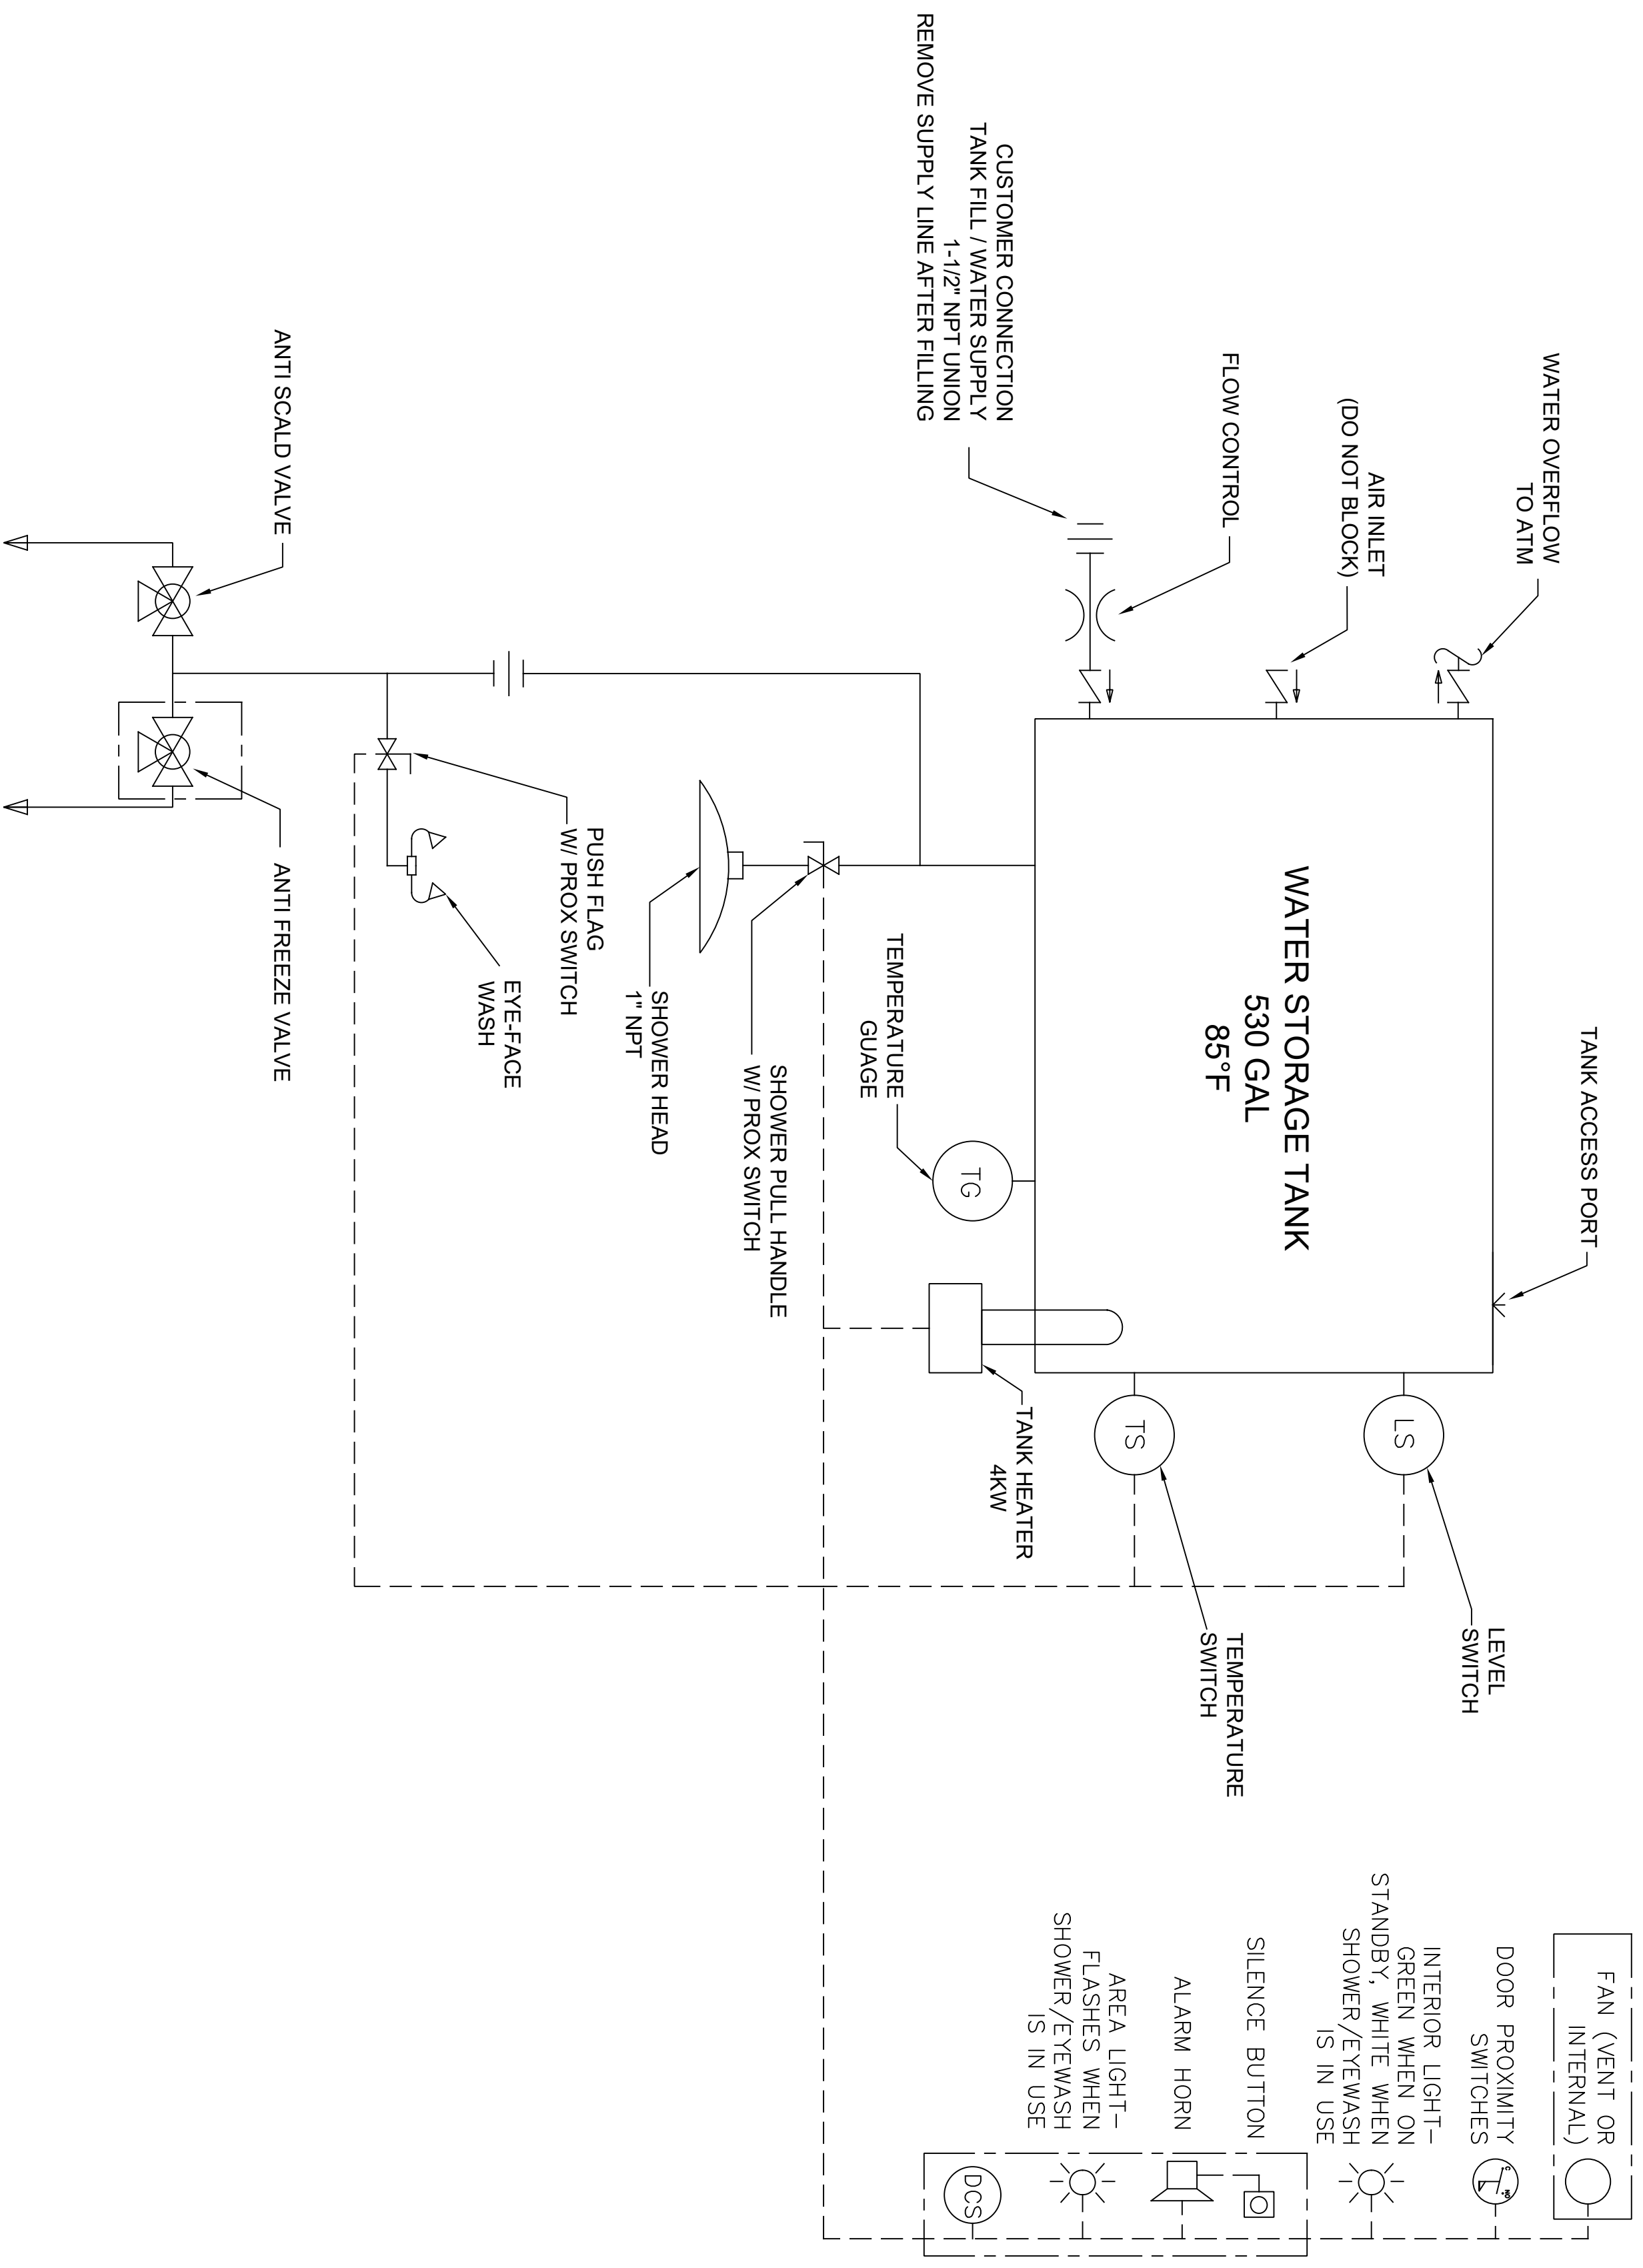 WATER OVERFLOW
TO ATM
AIR INLET
(DO NOT BLOCK)
FLOW CONTROL
CUSTOMER CONNECTION
TANK FILL / WATER SUPPLY
1-1/2" NPT UNION
REMOVE SUPPLY LINE AFTER FILLING
TANK ACCESS PORT
WATER STORAGE TANK
530 GAL
85°F
LEVEL
SWITCH
LS
TEMPERATURE
SWITCH
TS
TANK HEATER
4KW
TEMPERATURE
GUAGE
TG
SHOWER PULL HANDLE
W/ PROX SWITCH
SHOWER HEAD
1" NPT
PUSH FLAG
W/ PROX SWITCH
EYE-FACE
WASH
ANTI SCALD VALVE
ANTI FREEZE VALVE
FAN (VENT OR
INTERNAL)
DOOR PROXIMITY
SWITCHES
C
NO
INTERIOR LIGHT-
GREEN WHEN ON
STANDBY, WHITE WHEN
SHOWER/EYEWASH
IS IN USE
SILENCE BUTTON
ALARM HORN
AREA LIGHT-
FLASHES WHEN
SHOWER/EYEWASH
IS IN USE
DCS